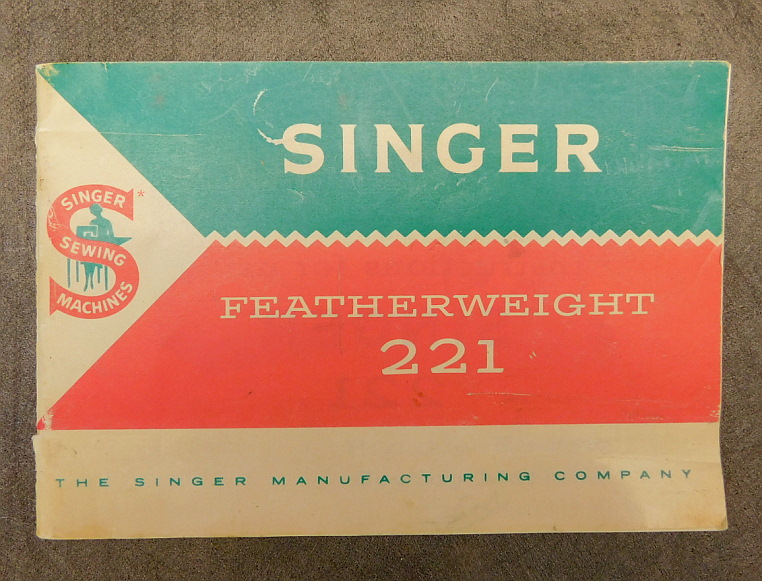 SINGER
SINGER *
SEWING
MACHINES
FEATHERWEIGHT
221
THE SINGER MANUFACTURING COMPANY